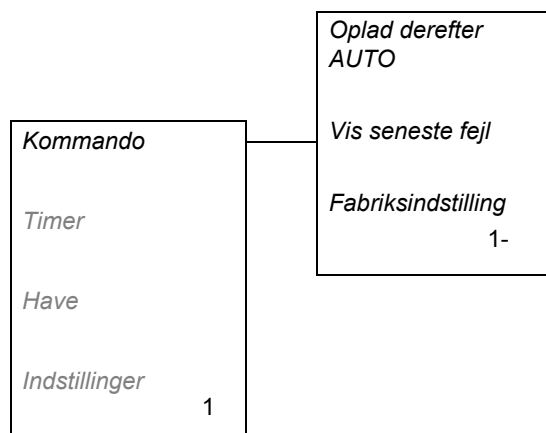 Kommando
Timer
Have
Indstillinger
1
Oplad derefter
AUTO
Vis seneste fejl
Fabriksindstilling
1-